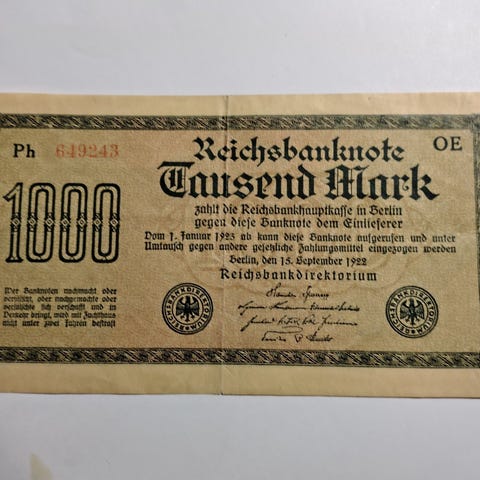 Ph 649243
Reichsbanknote
OE
Tausend Mark
1000
zahlt die Reichsbankhauptkasse in Berlin
gegen diese Banknote dem Einlieferer
Vom 1. Januar 1923 ab kann diese Banknote aufgerufen und unter
Umtausch gegen andere gesetzliche Zahlungsmittel eingezogen werden
Berlin, den 15. September 1922
Reichsbankdirektorium
Wer Banknoten nachmacht oder
verfälscht, oder nachgemachte oder
verfälschte sich verschafft und in
Verkehr bringt, wird mit Zuchthaus
nicht unter zwei Jahren bestraft
REICHSBANKDIREKTORIUM
REICHSBANKDIREKTORIUM